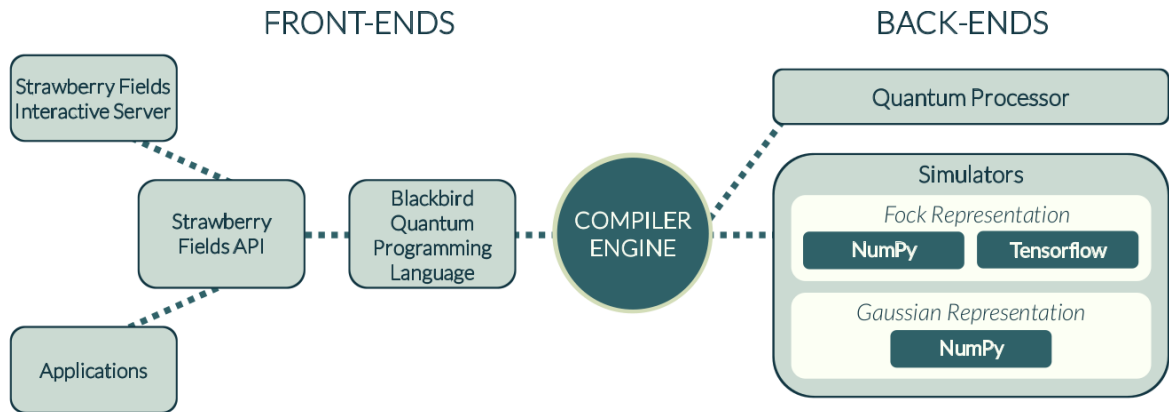 FRONT-ENDS
BACK-ENDS
Strawberry Fields
Interactive Server
Strawberry
Fields API
Applications
Blackbird
Quantum
Programming
Language
COMPILER
ENGINE
Quantum Processor
Simulators
Fock Representation
NumPy
Tensorflow
Gaussian Representation
NumPy